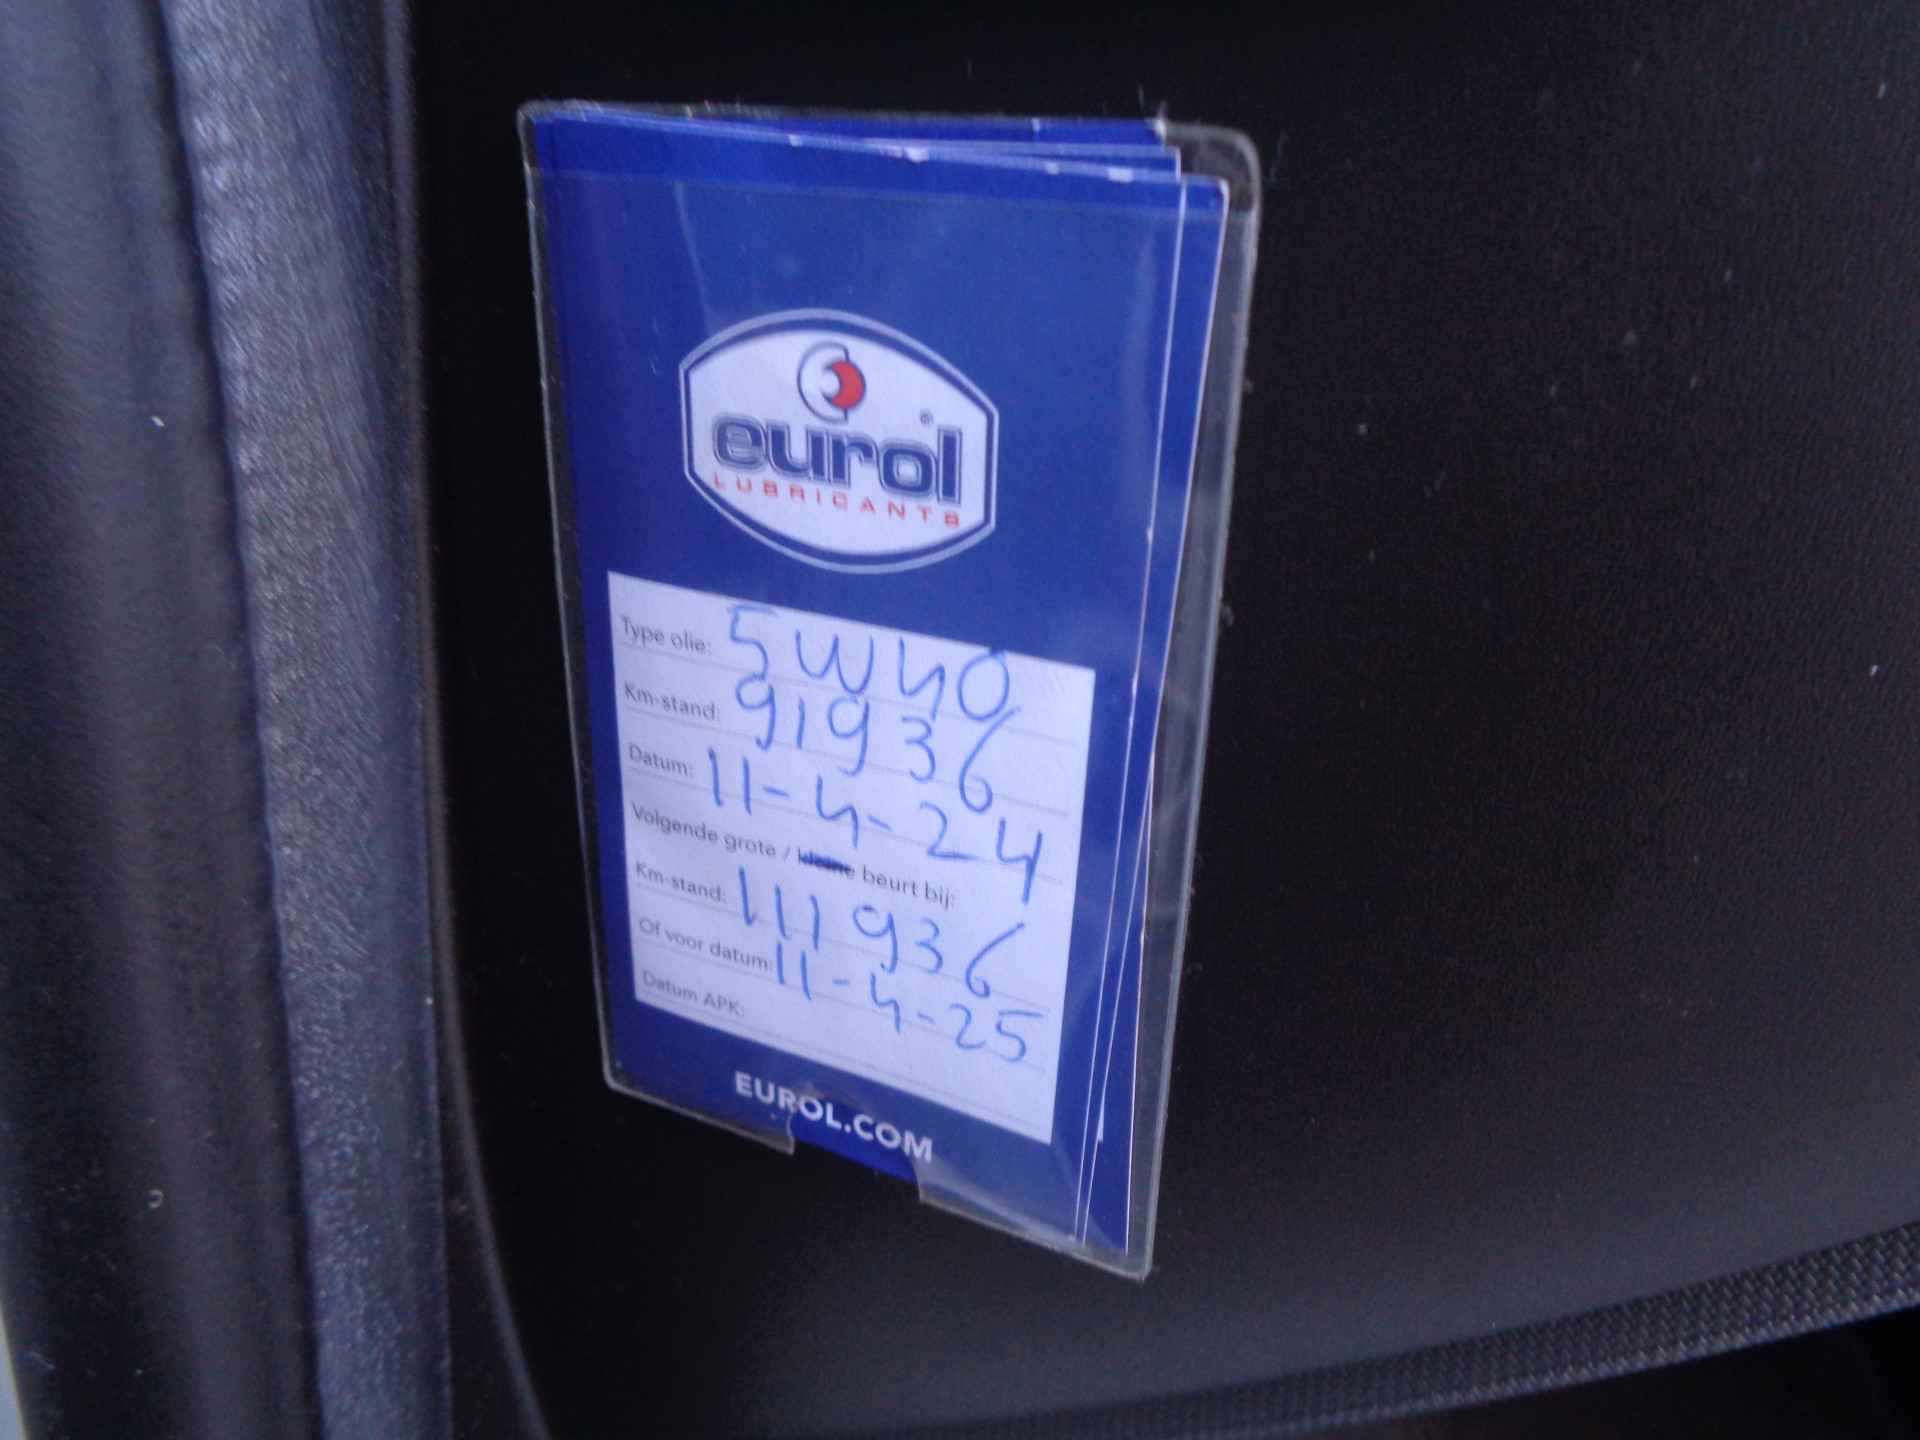 eurol®
LUBRICANTS
Type olie: 5W40
Km-stand: 91936
Datum: 11-4-24
Volgende grote / kleine beurt bij:
Km-stand: 111936
Of voor datum: 11-4-25
Datum APK:
EUROL.COM